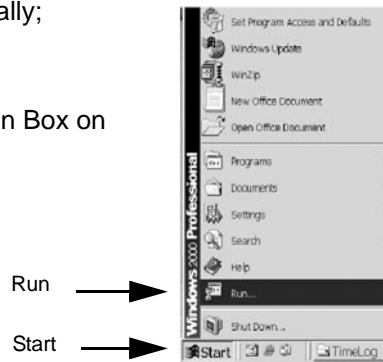 ally;
n Box on
Run
Start
Set Program Access and Defaults
Windows Update
WinZip
New Office Document
Open Office Document
Programs
Documents
Settings
Search
Help
Run...
Shut Down...
Windows 2000 Professional
Start
TimeLog